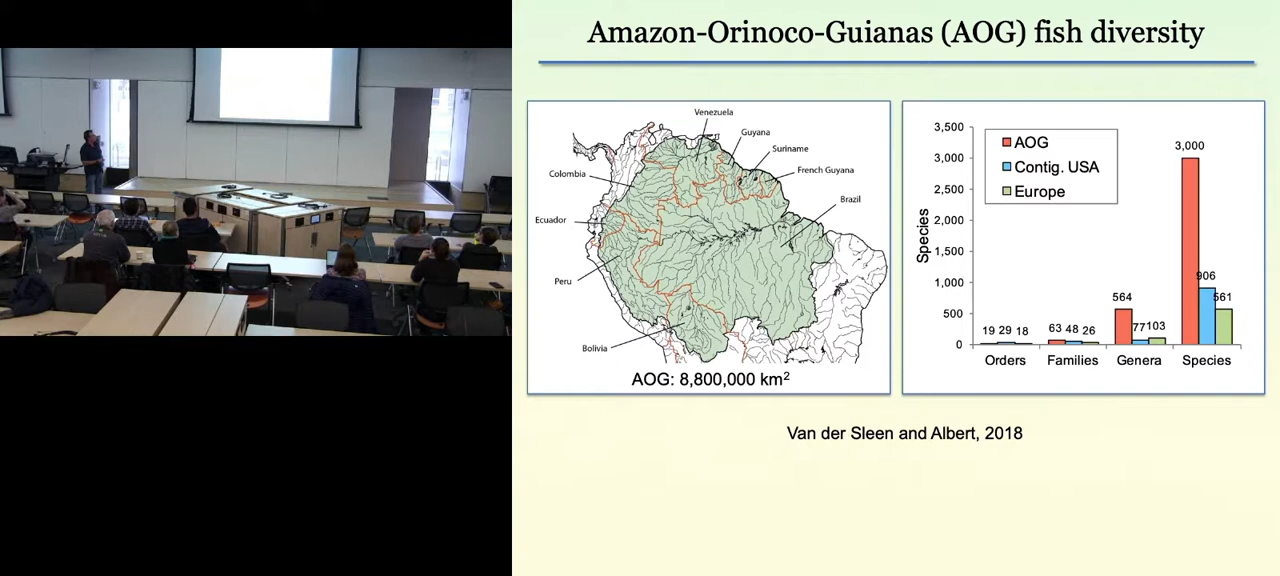 Amazon-Orinoco-Guianas (AOG) fish diversity
Venezuela
Guyana
Suriname
French Guyana
Brazil
Colombia
Ecuador
Peru
Bolivia
AOG: 8,800,000 km²
Species
3,500
3,000
2,500
2,000
1,500
1,000
500
0
AOG
Contig. USA
Europe
19 29 18
63 48 26
564
77 103
3,000
906
561
Orders
Families
Genera
Species
Van der Sleen and Albert, 2018